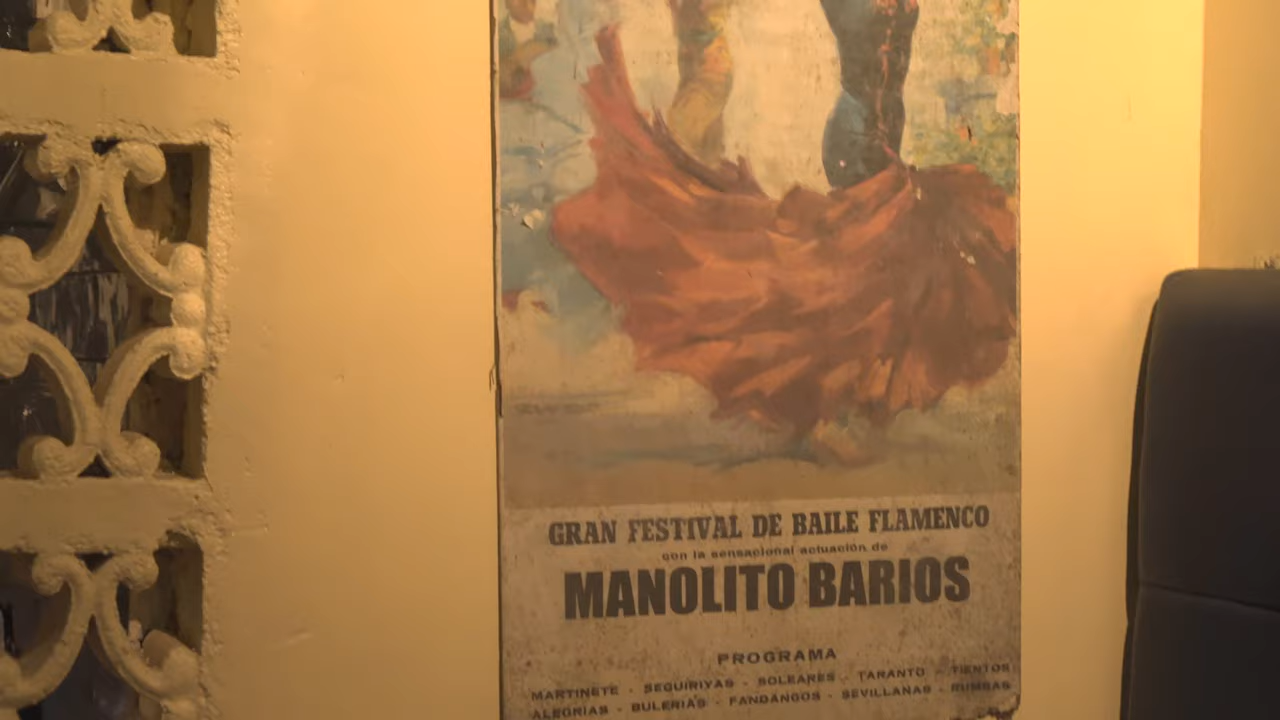 GRAN FESTIVAL DE BAILE FLAMENCO
con la sensacional actuación de
MANOLITO BARIOS
PROGRAMA
MARTINETE - SEGUIRIYAS - SOLEARES - TARANTO - TIENTOS
ALEGRIAS - BULERIAS - FANDANGOS - SEVILLANAS - RUMBAS